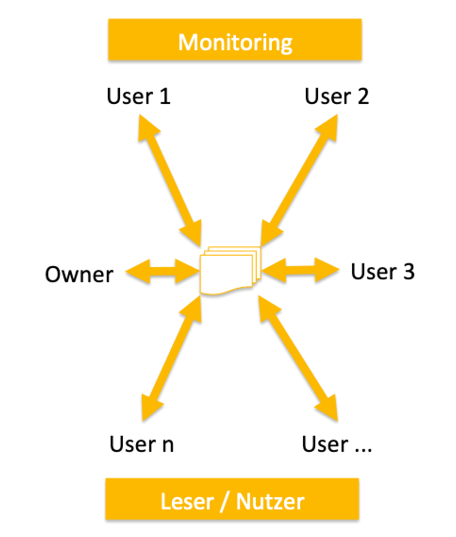 Monitoring
User 1
User 2
Owner
User 3
User n
User ...
Leser / Nutzer